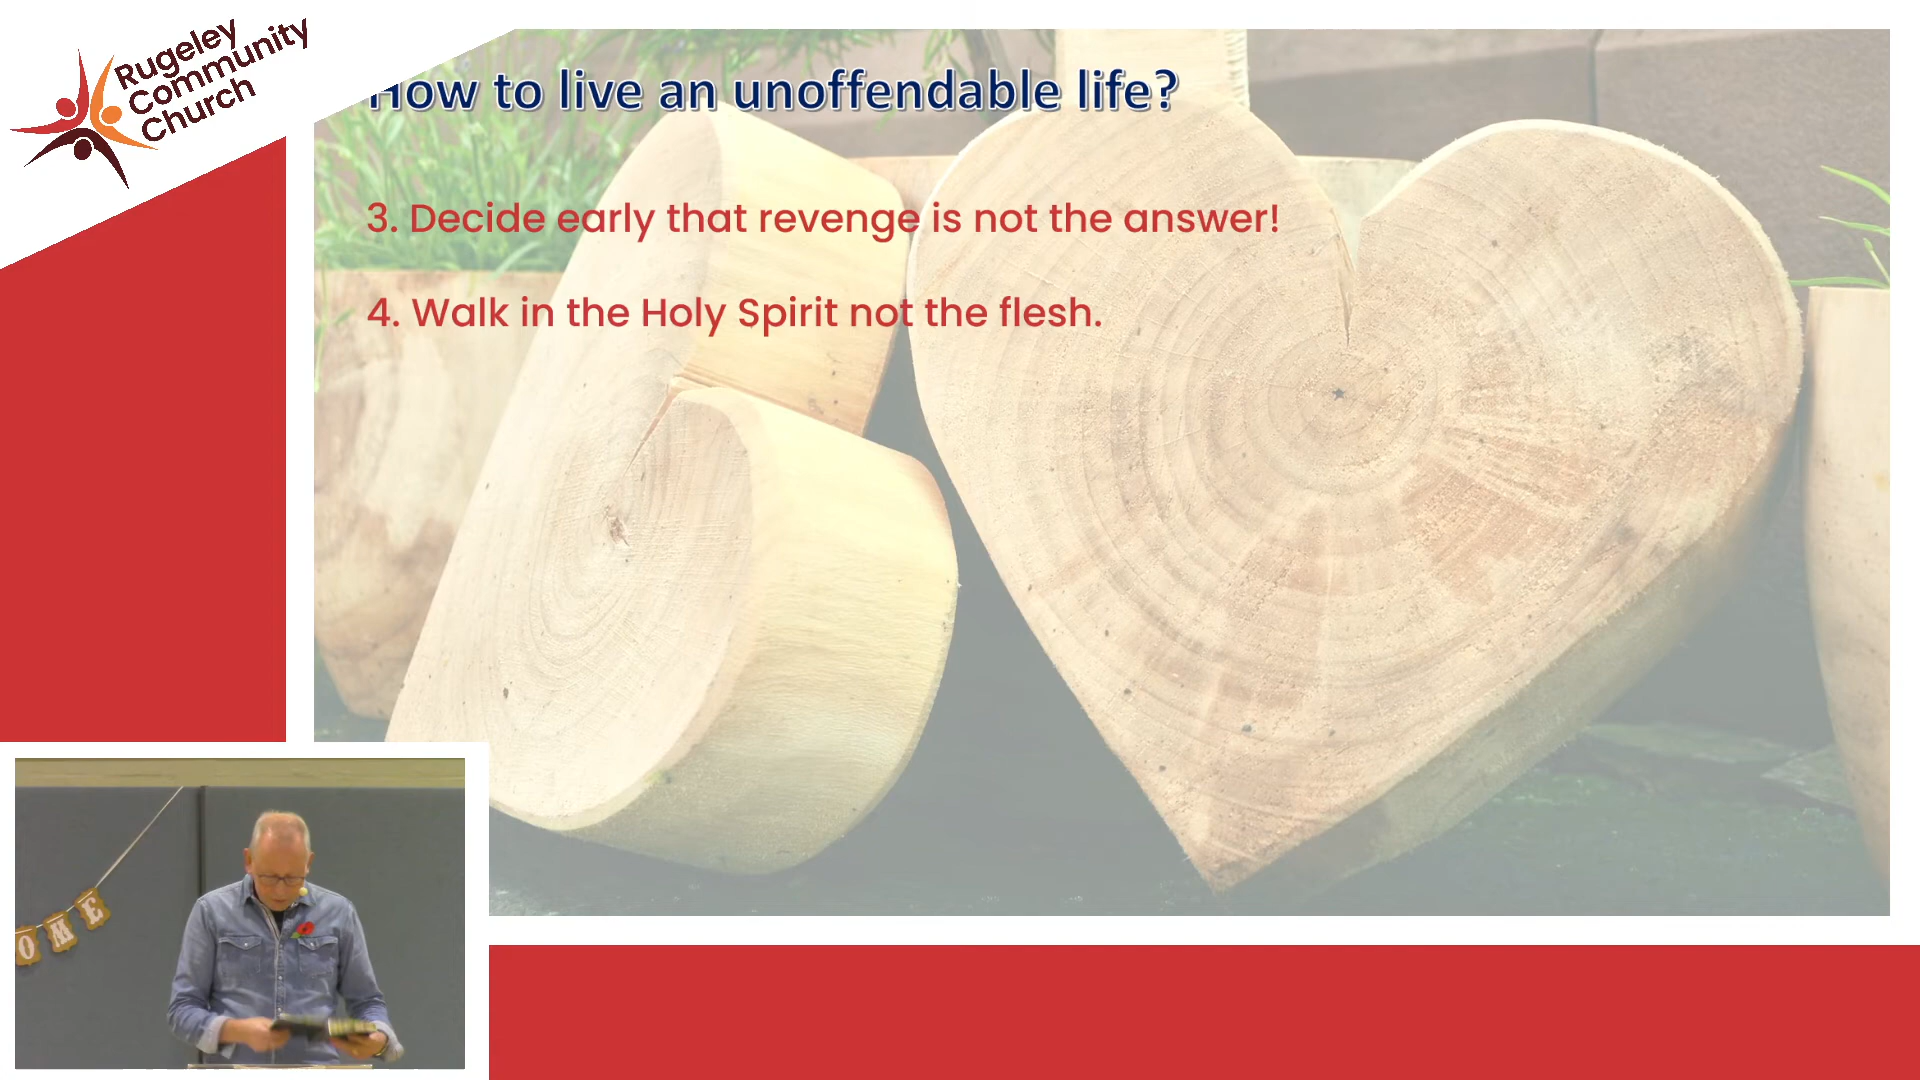 Rugeley
Community
Church
How to live an unoffendable life?
3. Decide early that revenge is not the answer!
4. Walk in the Holy Spirit not the flesh.
OME